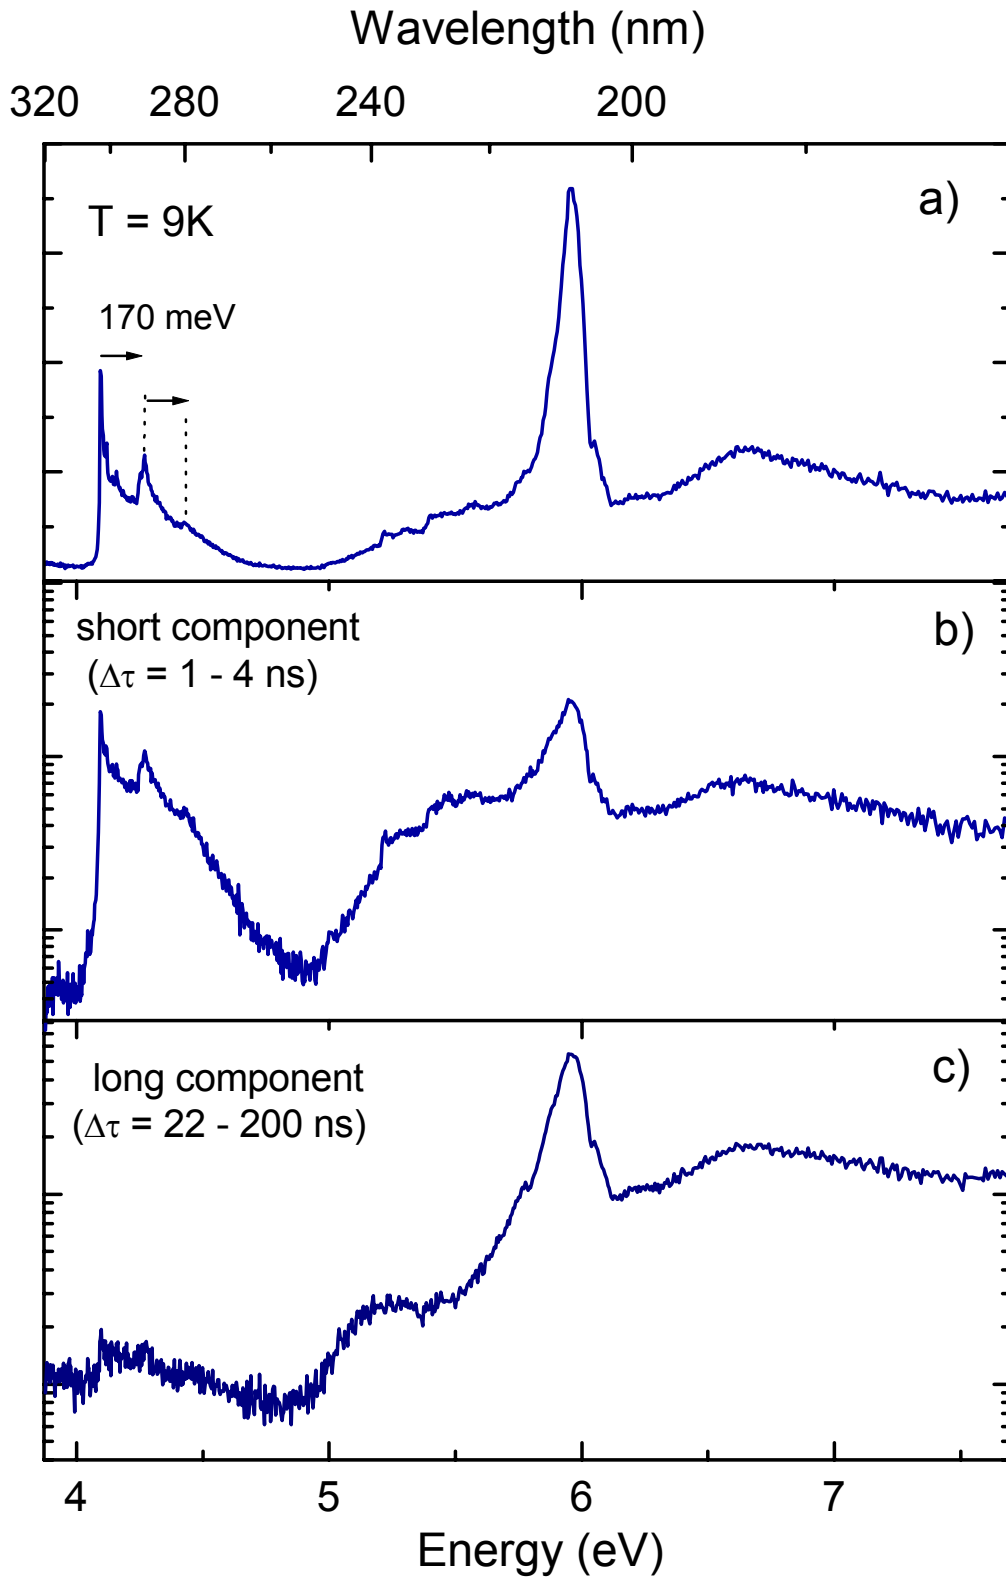 Wavelength (nm)
320 280 240 200
a)
T = 9K
170 meV
b)
short component
(Δτ = 1 - 4 ns)
c)
long component
(Δτ = 22 - 200 ns)
4 5 6 7
Energy (eV)